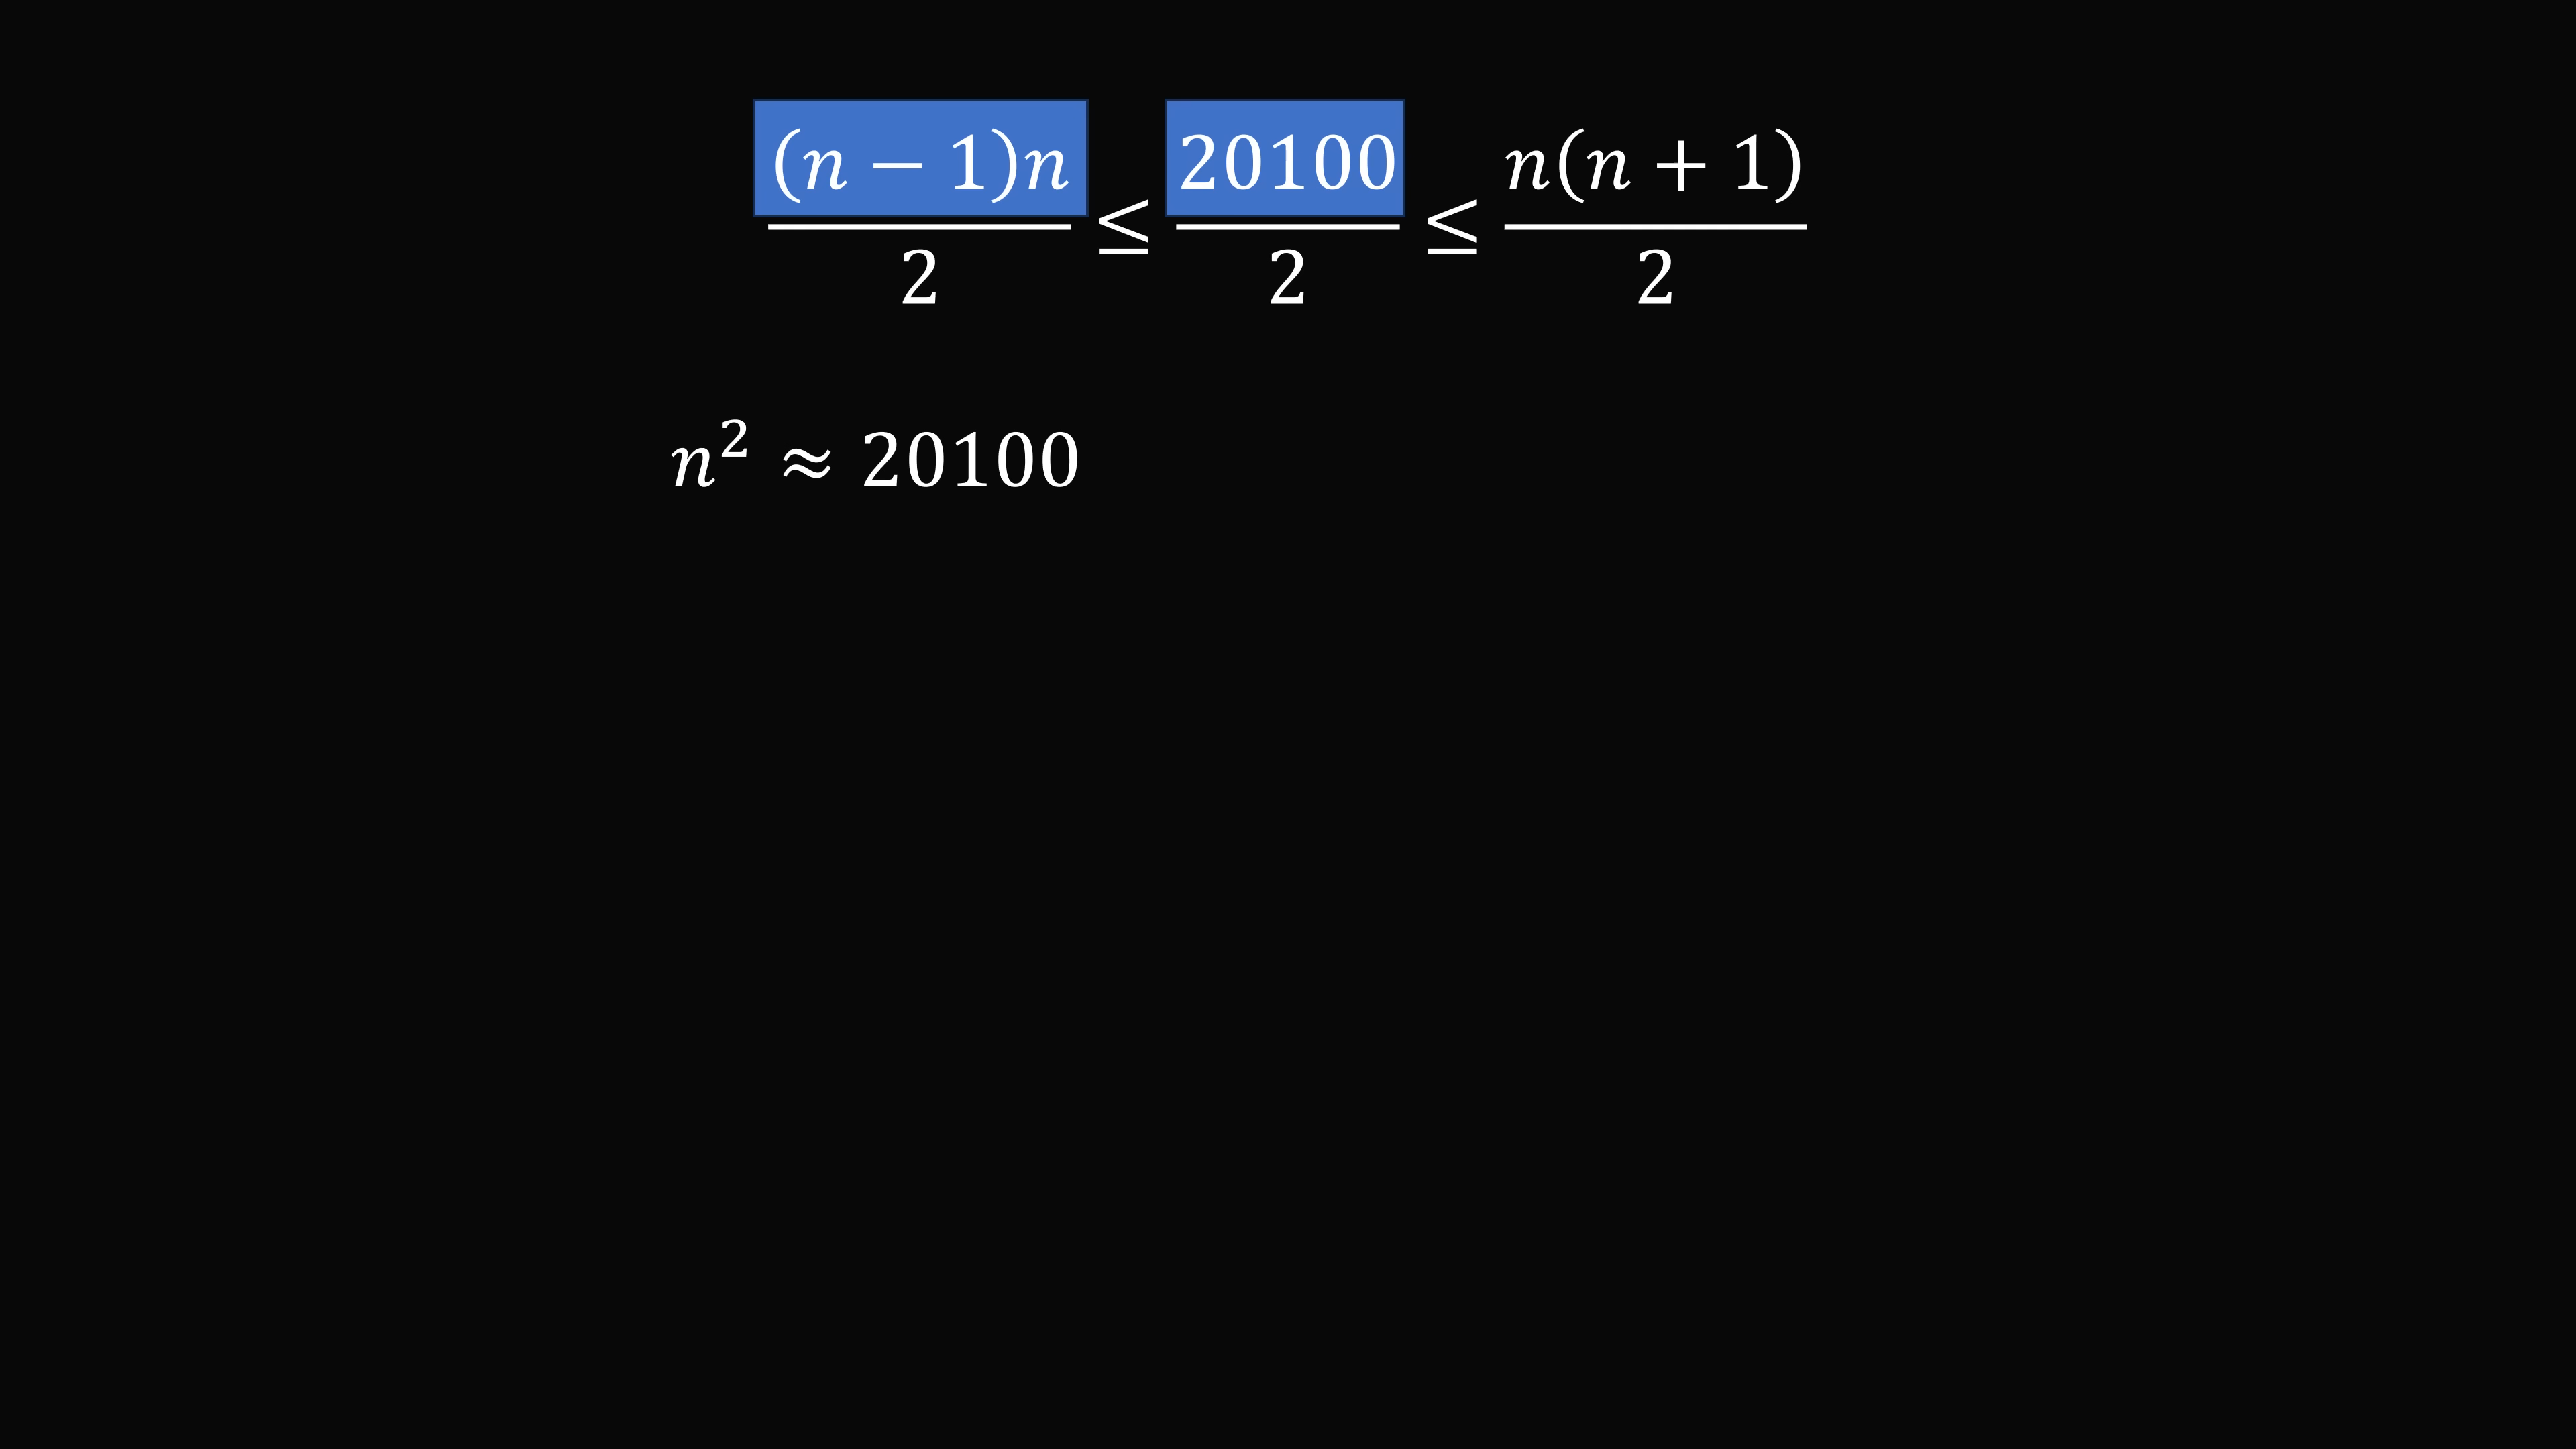 (n − 1)n / 2 ≤ 20100 / 2 ≤ n(n + 1) / 2
n² ≈ 20100